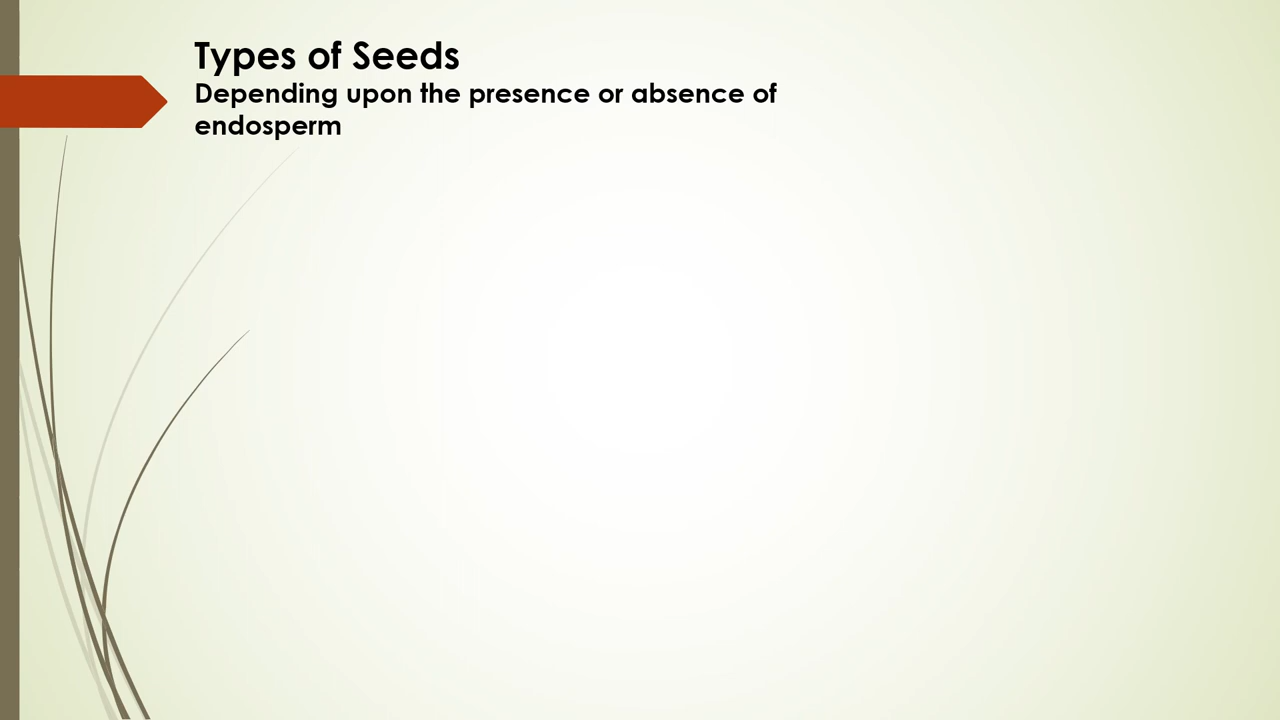 Types of Seeds
Depending upon the presence or absence of
endosperm